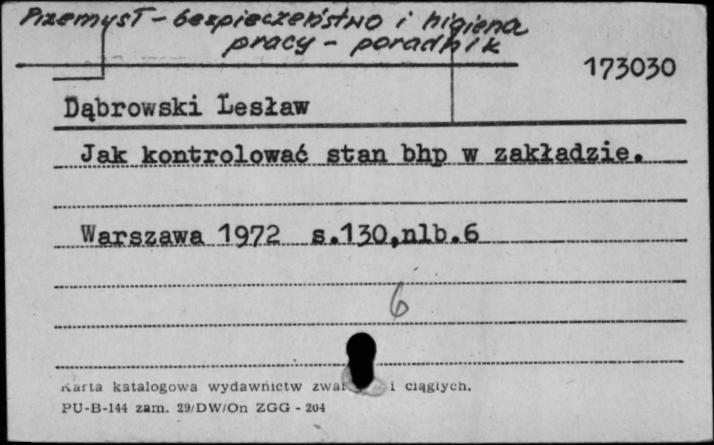 Przemysł - bezpieczeństwo i higiena
pracy - poradnik
173030
Dąbrowski Lesław
Jak kontrolować stan bhp w zakładzie.
Warszawa 1972 s.130,nlb.6
6
Karta katalogowa wydawnictw i ciągłych.
PU-B-144 zam. 29/DW/On ZGG - 204